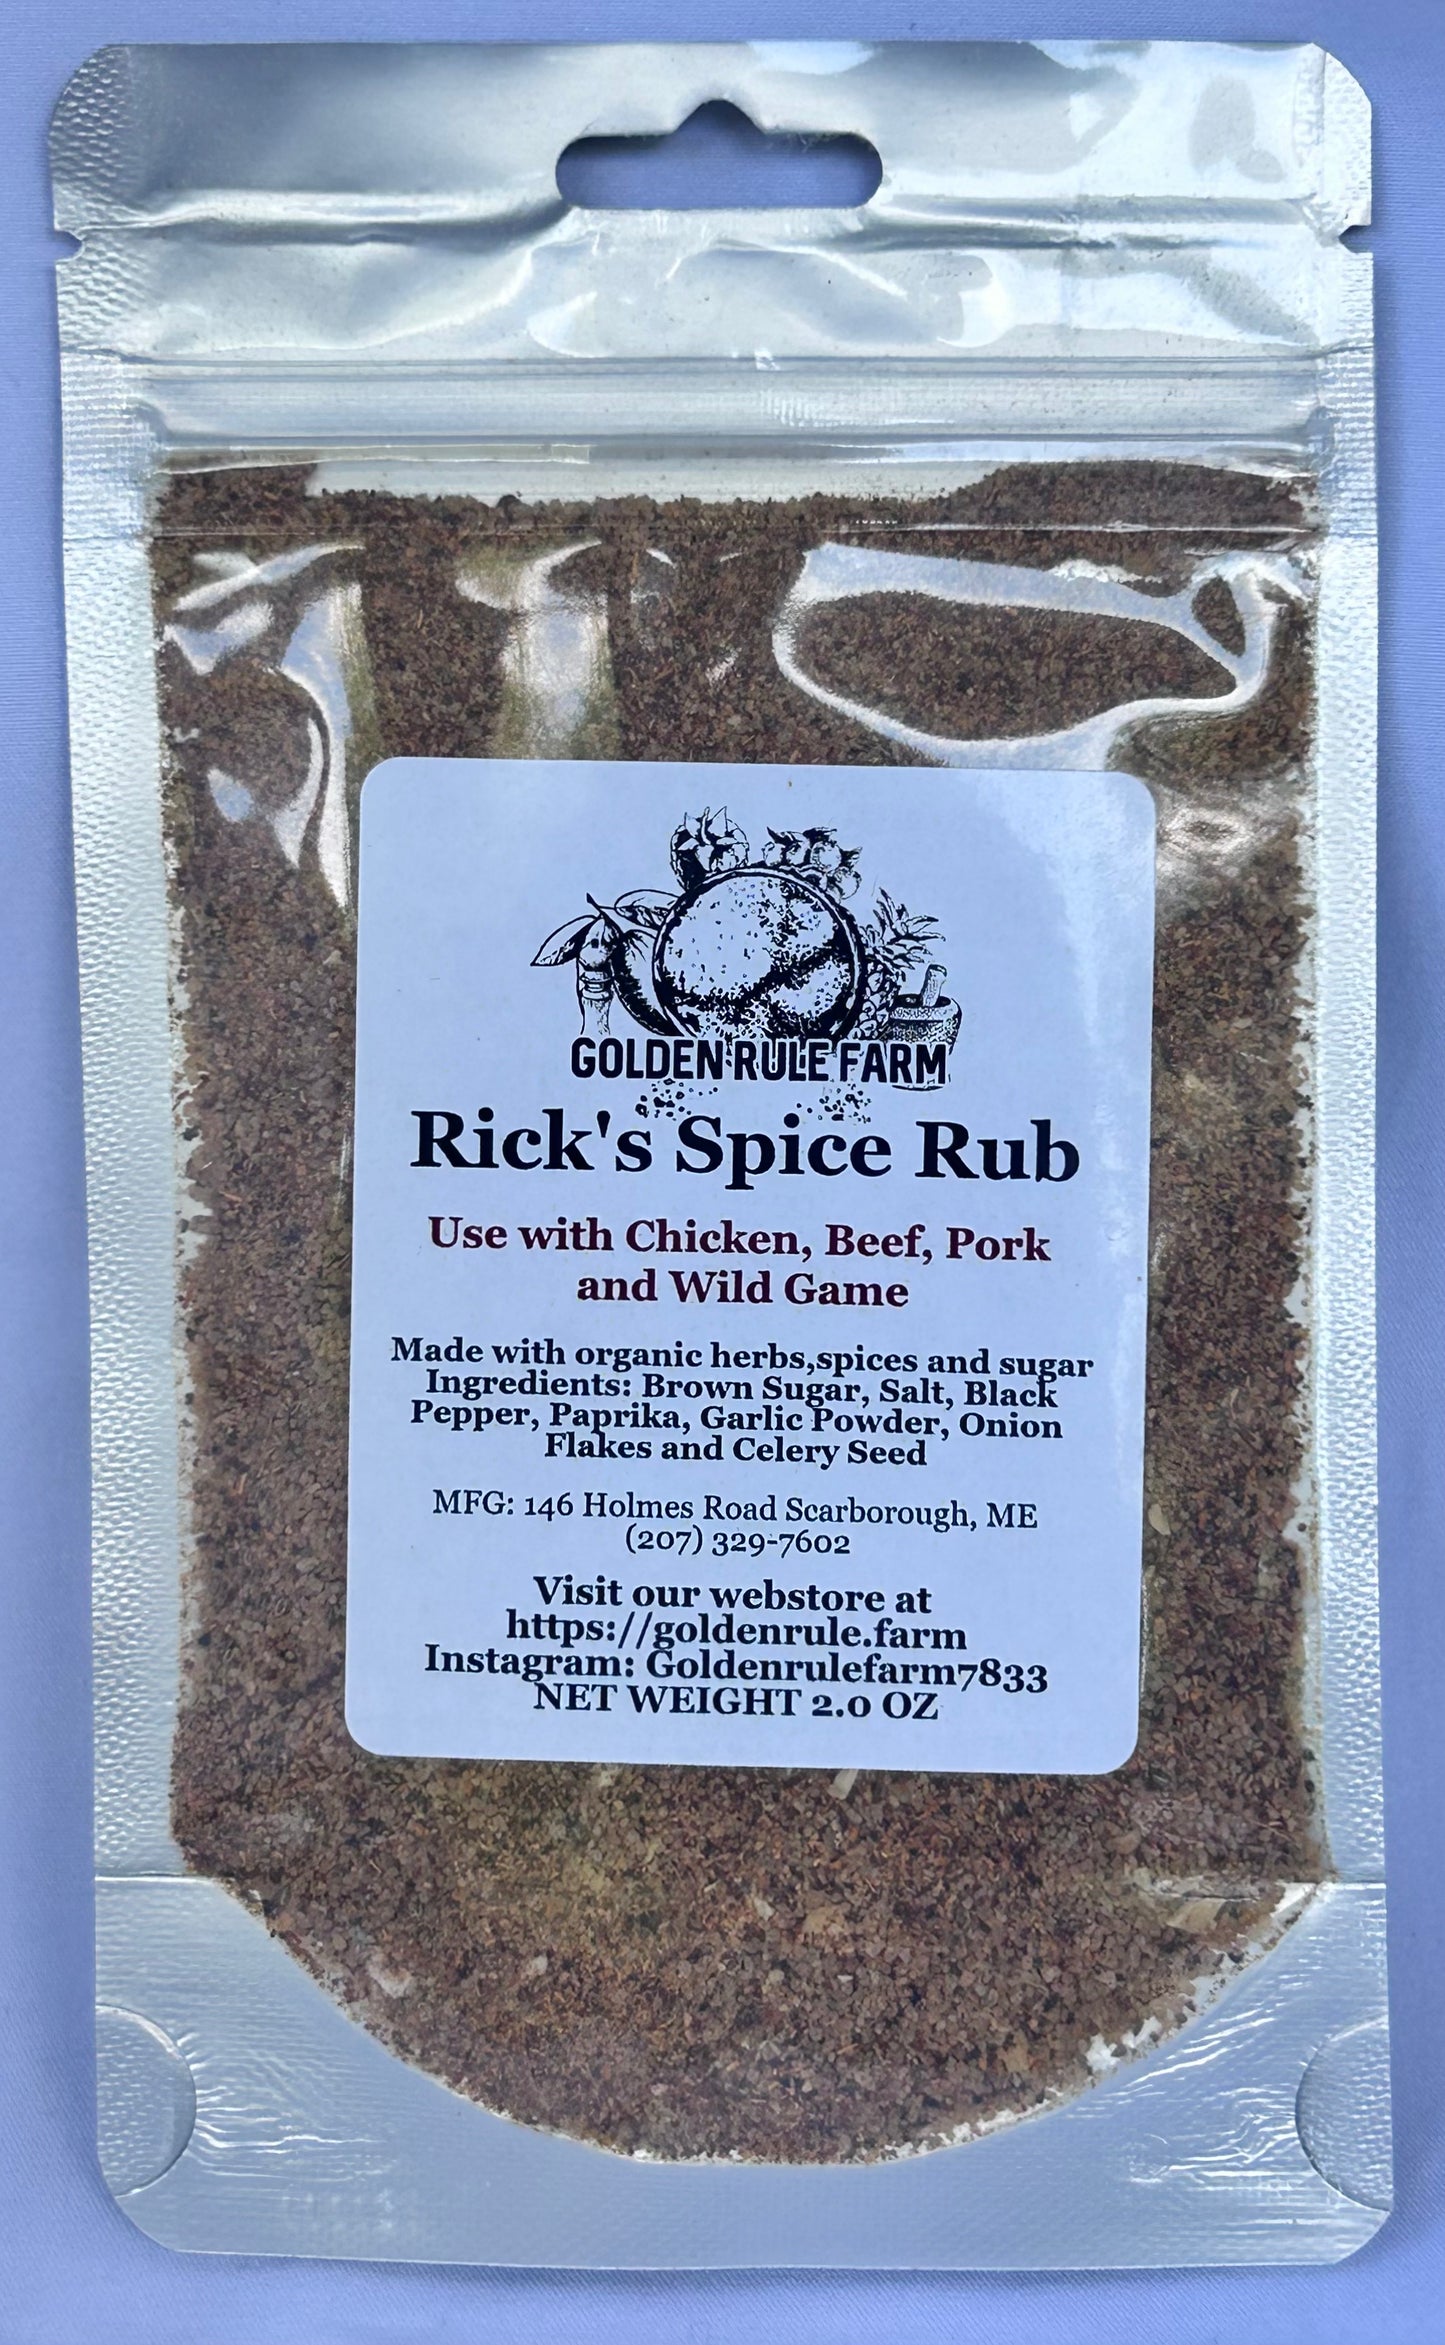 GOLDEN RULE FARM
Rick's Spice Rub
Use with Chicken, Beef, Pork
and Wild Game
Made with organic herbs,spices and sugar
Ingredients: Brown Sugar, Salt, Black
Pepper, Paprika, Garlic Powder, Onion
Flakes and Celery Seed
MFG: 146 Holmes Road Scarborough, ME
(207) 329-7602
Visit our webstore at
https://goldenrule.farm
Instagram: Goldenrulefarm7833
NET WEIGHT 2.0 OZ